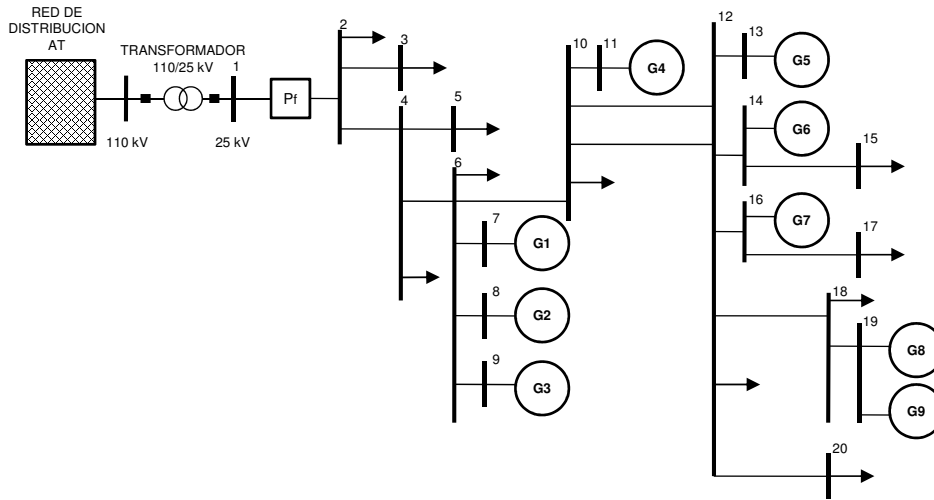 RED DE
DISTRIBUCION
AT
TRANSFORMADOR
110/25 kV
110 kV
25 kV
1
Pf
2
3
4
5
6
7
G1
8
G2
9
G3
10
11
G4
12
13
G5
14
G6
15
16
G7
17
18
19
G8
G9
20